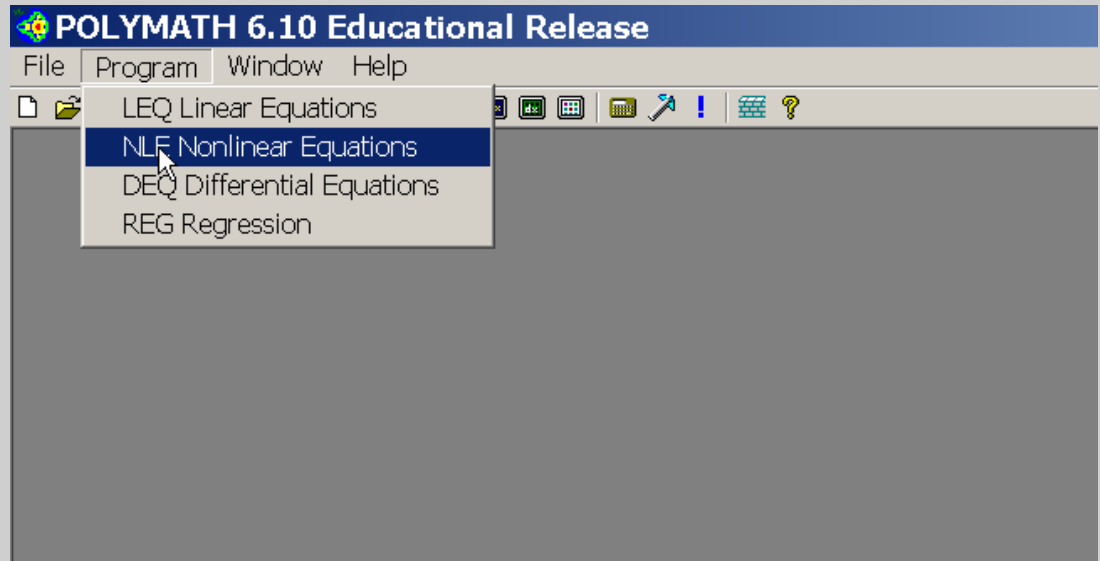 POLYMATH 6.10 Educational Release
File Program Window Help
LEQ Linear Equations
NLE Nonlinear Equations
DEQ Differential Equations
REG Regression